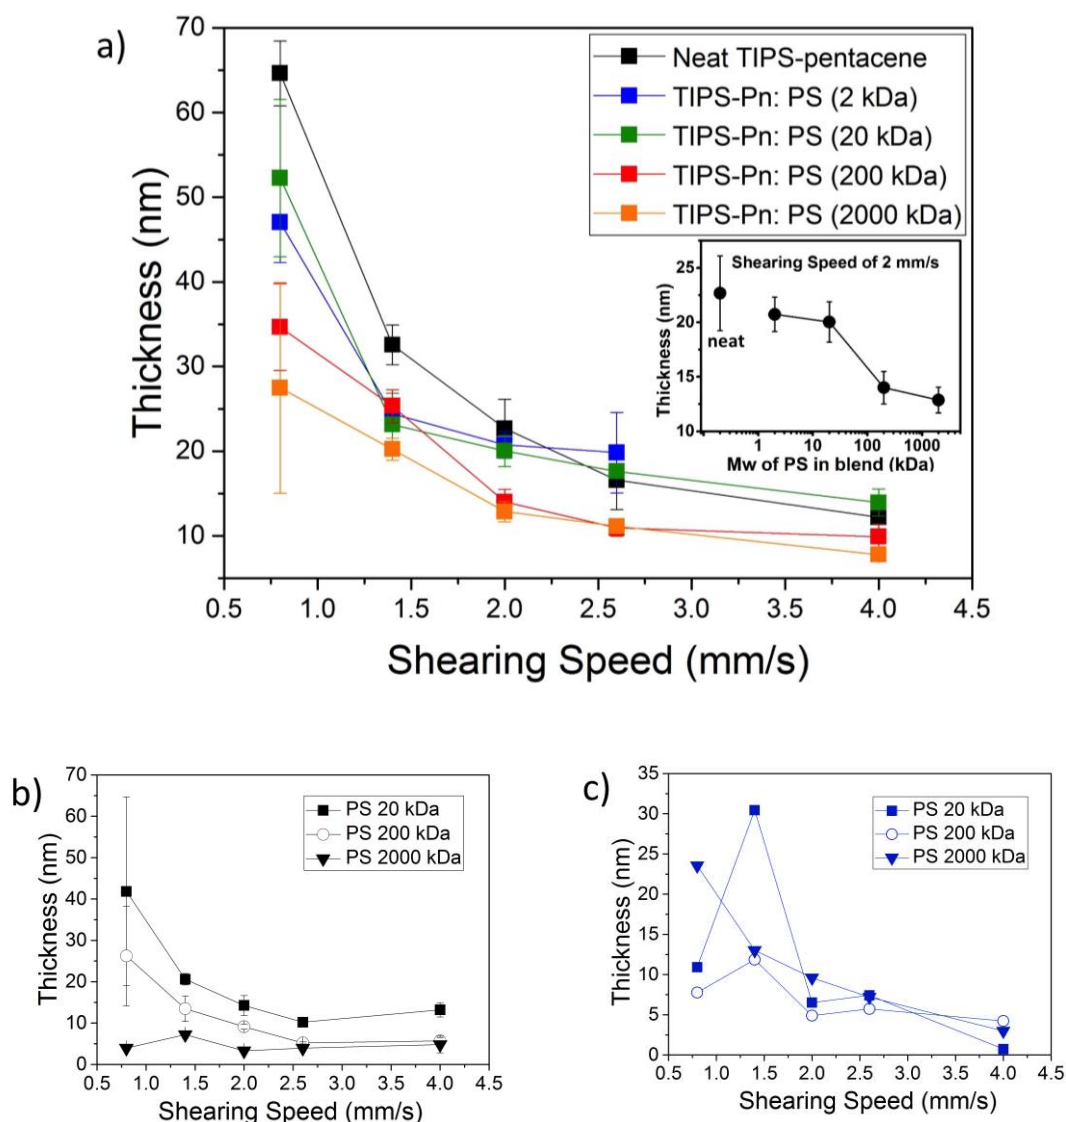 a)
70
60
50
40
30
20
10
Thickness (nm)
0.5 1.0 1.5 2.0 2.5 3.0 3.5 4.0 4.5
Shearing Speed (mm/s)
Neat TIPS-pentacene
TIPS-Pn: PS (2 kDa)
TIPS-Pn: PS (20 kDa)
TIPS-Pn: PS (200 kDa)
TIPS-Pn: PS (2000 kDa)
Shearing Speed of 2 mm/s
25
20
15
10
Thickness (nm)
neat
1 10 100 1000
Mw of PS in blend (kDa)
b)
70
60
50
40
30
20
10
0
Thickness (nm)
PS 20 kDa
PS 200 kDa
PS 2000 kDa
0.5 1.0 1.5 2.0 2.5 3.0 3.5 4.0 4.5
Shearing Speed (mm/s)
c)
35
30
25
20
15
10
5
0
Thickness (nm)
PS 20 kDa
PS 200 kDa
PS 2000 kDa
0.5 1.0 1.5 2.0 2.5 3.0 3.5 4.0 4.5
Shearing Speed (mm/s)